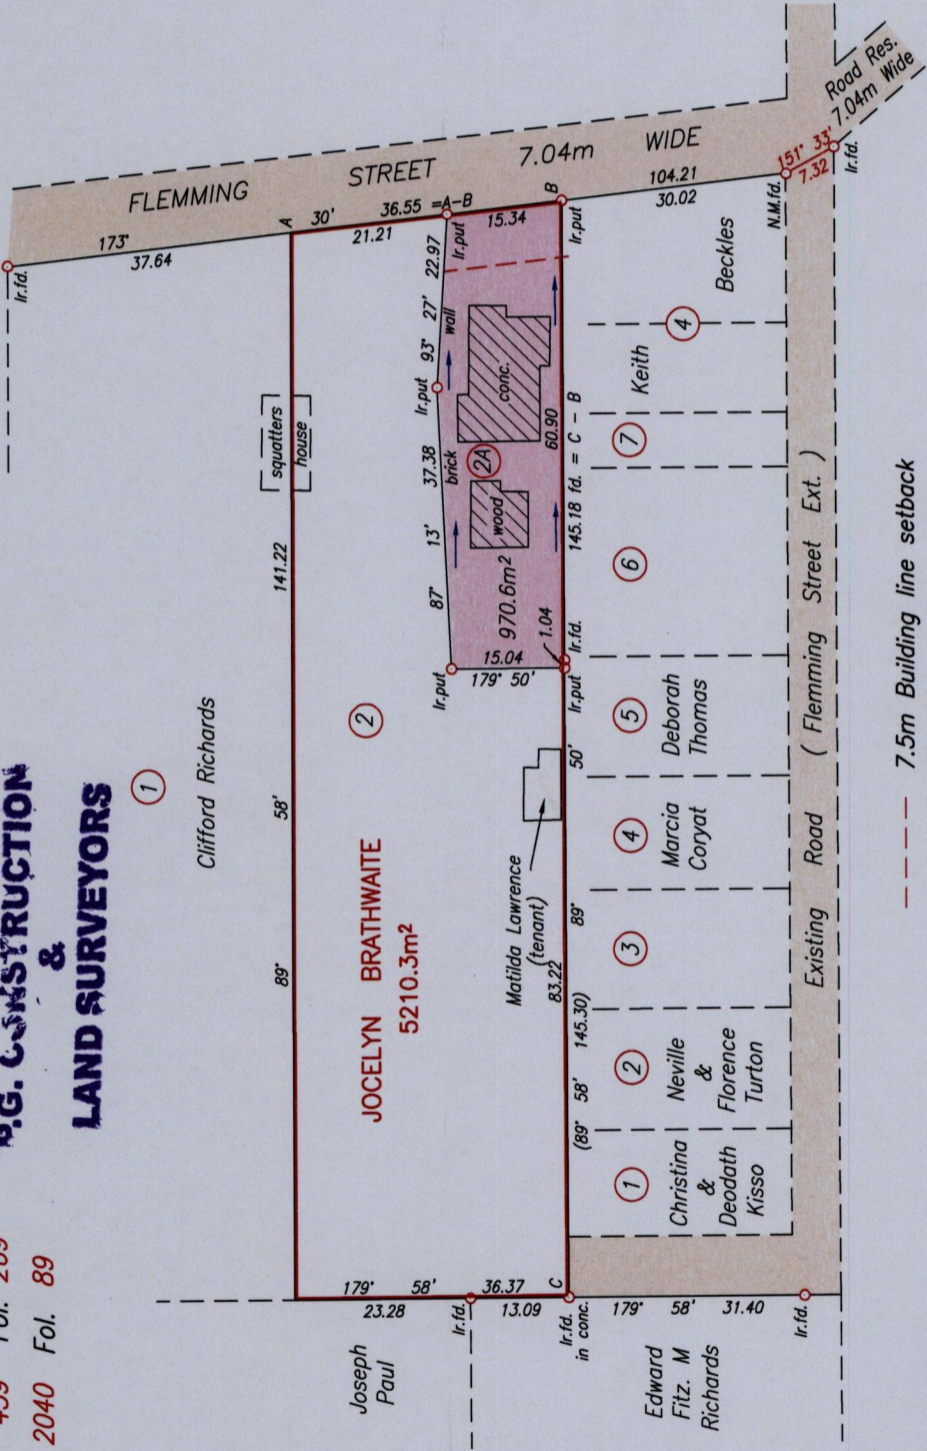 459 Fol. 209
2040 Fol. 89
G. CONSTRUCTION
&
LAND SURVEYORS
1
Clifford Richards
Ir.fd.
173°
37.64
FLEMMING STREET 7.04m WIDE
A
30'
21.21
36.55 =A-B
Ir.put
15.34
B
Ir.put
104.21
30.02
N.M.fd.
151° 33'
7.32
Ir.fd.
Road Res.
7.04m Wide
89° 58' 141.22
squatters
house
2
JOCELYN BRATHWAITE
5210.3m²
Ir.put
87° 13' 37.38
brick
Ir.put
93° 27' 22.97
wall
2A
wood
conc.
970.6m²
15.04
179° 50'
1.04
60.90
Ir.put
Ir.fd.
Matilda Lawrence
(tenant)
83.22
89° 50' 145.18 fd. = C - B
(89° 58' 145.30)
179° 58' 36.37
23.28
Ir.fd.
13.09
C
Ir.fd.
in conc.
179° 58' 31.40
Ir.fd.
Joseph
Paul
Edward
Fitz. M
Richards
1
Christina
&
Deodath
Kisso
2
Neville
&
Florence
Turton
3
4
Marcia
Coryat
5
Deborah
Thomas
6
7
4
Keith Beckles
Existing Road ( Flemming Street Ext. )
7.5m Building line setback